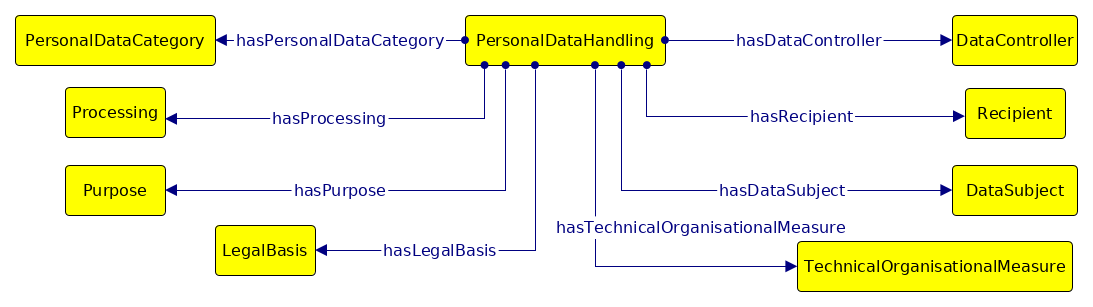 PersonalDataCategory
hasPersonalDataCategory
PersonalDataHandling
hasDataController
DataController
Processing
hasProcessing
hasRecipient
Recipient
Purpose
hasPurpose
hasDataSubject
DataSubject
hasTechnicalOrganisationalMeasure
LegalBasis
hasLegalBasis
TechnicalOrganisationalMeasure